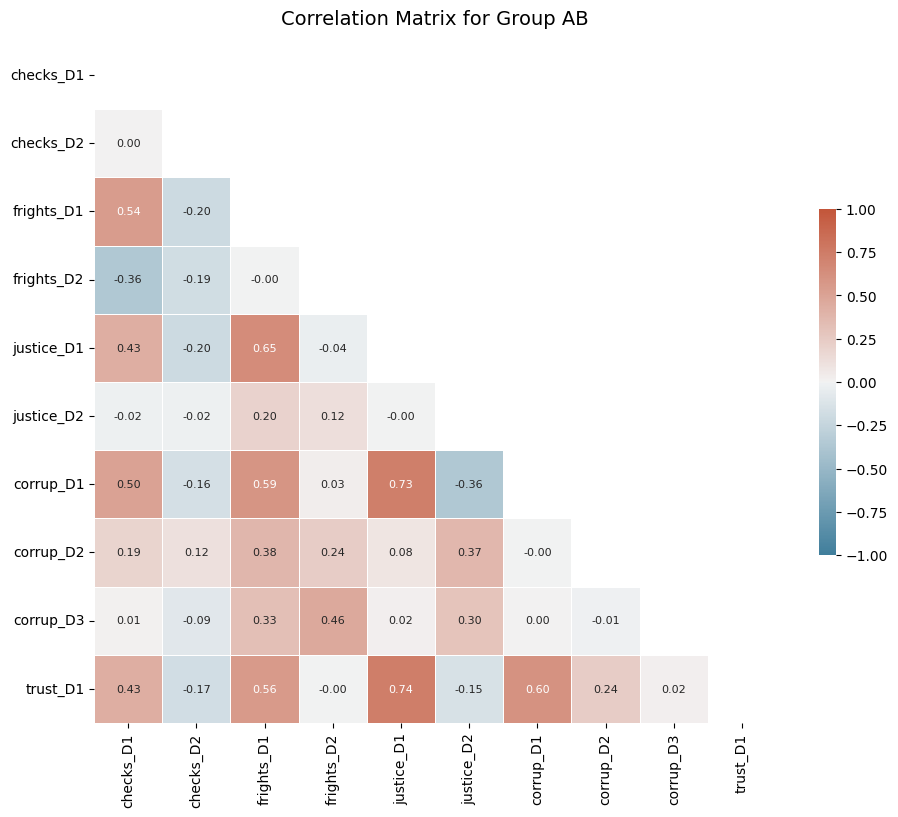 Correlation Matrix for Group AB
checks_D1
checks_D2 0.00
frights_D1 0.54 -0.20
frights_D2 -0.36 -0.19 -0.00
justice_D1 0.43 -0.20 0.65 -0.04
justice_D2 -0.02 -0.02 0.20 0.12 -0.00
corrup_D1 0.50 -0.16 0.59 0.03 0.73 -0.36
corrup_D2 0.19 0.12 0.38 0.24 0.08 0.37 -0.00
corrup_D3 0.01 -0.09 0.33 0.46 0.02 0.30 0.00 -0.01
trust_D1 0.43 -0.17 0.56 -0.00 0.74 -0.15 0.60 0.24 0.02
checks_D1 checks_D2 frights_D1 frights_D2 justice_D1 justice_D2 corrup_D1 corrup_D2 corrup_D3 trust_D1
1.00
0.75
0.50
0.25
0.00
−0.25
−0.50
−0.75
−1.00